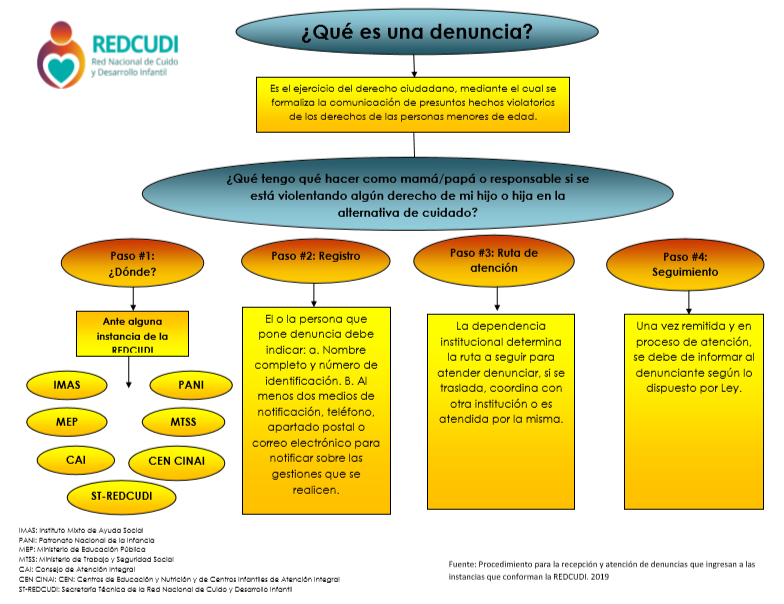 REDCUDI
Red Nacional de Cuido
y Desarrollo Infantil
¿Qué es una denuncia?
Es el ejercicio del derecho ciudadano, mediante el cual se
formaliza la comunicación de presuntos hechos violatorios
de los derechos de las personas menores de edad.
¿Qué tengo qué hacer como mamá/papá o responsable si se
está violentando algún derecho de mi hijo o hija en la
alternativa de cuidado?
Paso #1:
¿Dónde?
Ante alguna
instancia de la
REDCUDI
IMAS
PANI
MEP
MTSS
CAI
CEN CINAI
ST-REDCUDI
Paso #2: Registro
El o la persona que
pone denuncia debe
indicar: a. Nombre
completo y número de
identificación. B. Al
menos dos medios de
notificación, teléfono,
apartado postal o
correo electrónico para
notificar sobre las
gestiones que se
realicen.
Paso #3: Ruta de
atención
La dependencia
institucional determina
la ruta a seguir para
atender denunciar, si se
traslada, coordina con
otra institución o es
atendida por la misma.
Paso #4:
Seguimiento
Una vez remitida y en
proceso de atención,
se debe de informar al
denunciante según lo
dispuesto por Ley.
IMAS: Instituto Mixto de Ayuda Social
PANI: Patronato Nacional de la Infancia
MEP: Ministerio de Educación Pública
MTSS: Ministerio de Trabajo y Seguridad Social
CAI: Consejo de Atención Integral
CEN CINAI: CEN: Centros de Educación y Nutrición y de Centros Infantiles de Atención Integral
ST-REDCUDI: Secretaría Técnica de la Red Nacional de Cuido y Desarrollo Infantil
Fuente: Procedimiento para la recepción y atención de denuncias que ingresan a las
instancias que conforman la REDCUDI. 2019